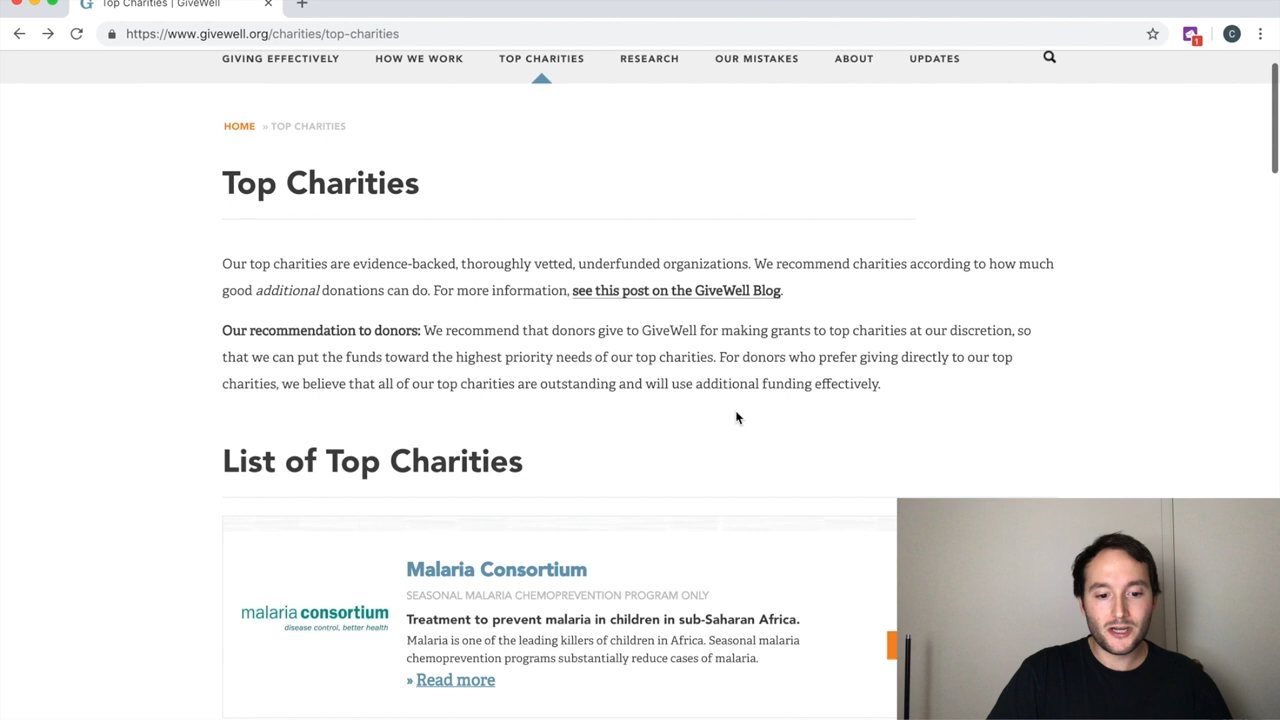 Top Charities | GiveWell
https://www.givewell.org/charities/top-charities
1
C
GIVING EFFECTIVELY HOW WE WORK TOP CHARITIES RESEARCH OUR MISTAKES ABOUT UPDATES
HOME » TOP CHARITIES
Top Charities
Our top charities are evidence-backed, thoroughly vetted, underfunded organizations. We recommend charities according to how much
good additional donations can do. For more information, see this post on the GiveWell Blog.
Our recommendation to donors: We recommend that donors give to GiveWell for making grants to top charities at our discretion, so
that we can put the funds toward the highest priority needs of our top charities. For donors who prefer giving directly to our top
charities, we believe that all of our top charities are outstanding and will use additional funding effectively.
List of Top Charities
malaria consortium
disease control, better health
Malaria Consortium
SEASONAL MALARIA CHEMOPREVENTION PROGRAM ONLY
Treatment to prevent malaria in children in sub-Saharan Africa.
Malaria is one of the leading killers of children in Africa. Seasonal malaria
chemoprevention programs substantially reduce cases of malaria.
» Read more